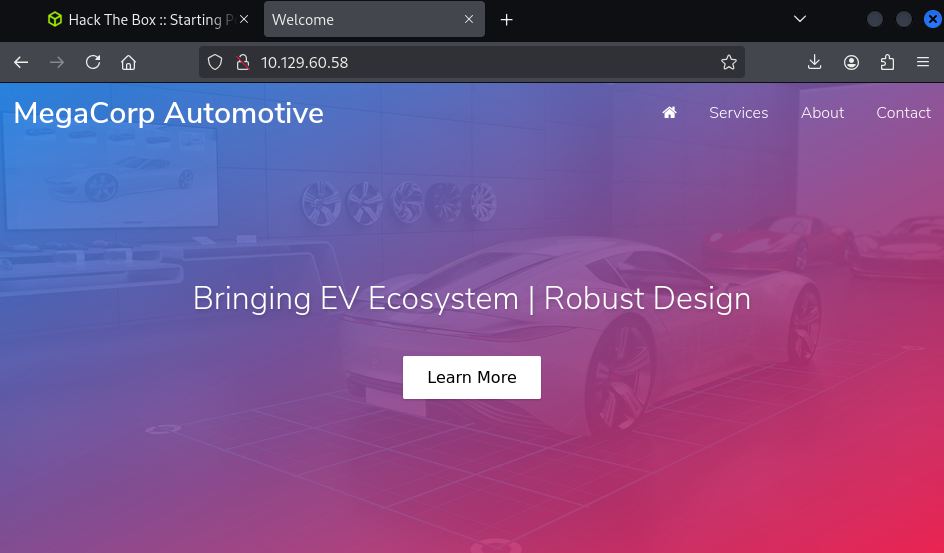 Hack The Box :: Starting P
Welcome
10.129.60.58
MegaCorp Automotive
Services
About
Contact
Bringing EV Ecosystem | Robust Design
Learn More